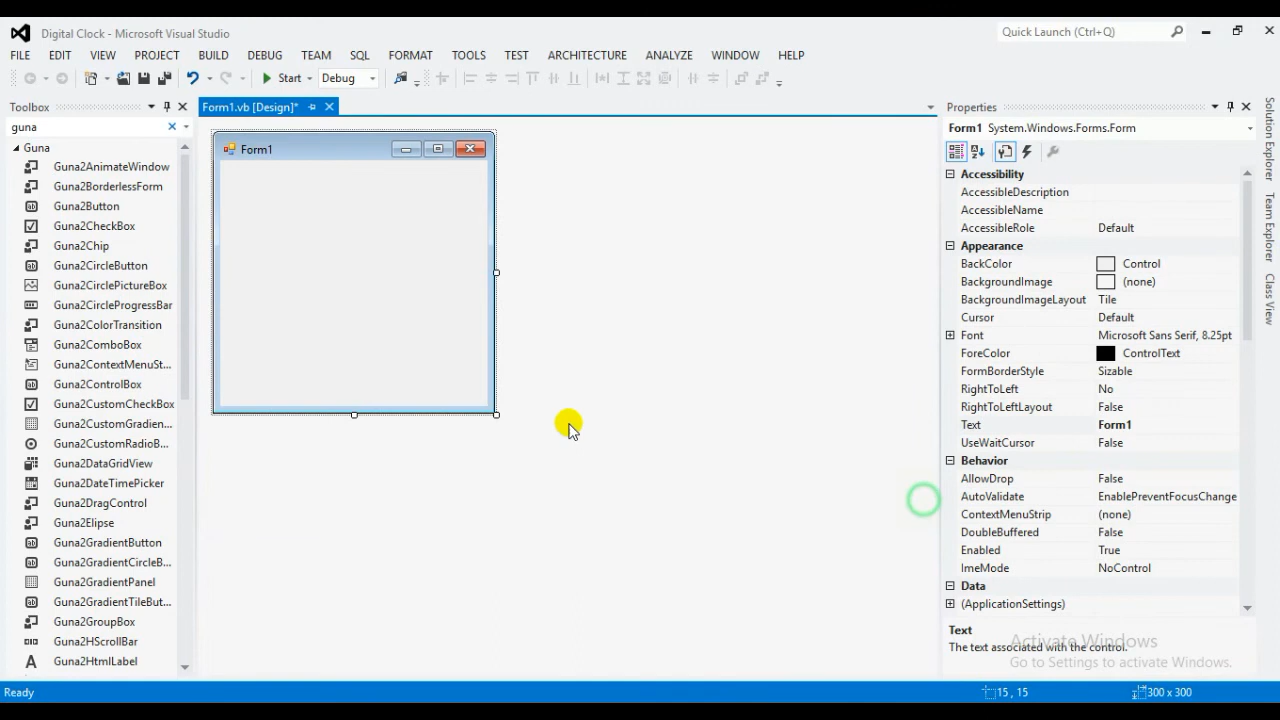 Digital Clock - Microsoft Visual Studio
Quick Launch (Ctrl+Q)
FILE EDIT VIEW PROJECT BUILD DEBUG TEAM SQL FORMAT TOOLS TEST ARCHITECTURE ANALYZE WINDOW HELP
Start Debug
Toolbox
guna
Guna
Guna2AnimateWindow
Guna2BorderlessForm
Guna2Button
Guna2CheckBox
Guna2Chip
Guna2CircleButton
Guna2CirclePictureBox
Guna2CircleProgressBar
Guna2ColorTransition
Guna2ComboBox
Guna2ContextMenuSt...
Guna2ControlBox
Guna2CustomCheckBox
Guna2CustomGradien...
Guna2CustomRadioB...
Guna2DataGridView
Guna2DateTimePicker
Guna2DragControl
Guna2Elipse
Guna2GradientButton
Guna2GradientCircleB...
Guna2GradientPanel
Guna2GradientTileBut...
Guna2GroupBox
Guna2HScrollBar
Guna2HtmlLabel
Form1.vb [Design]*
Form1
Properties
Form1 System.Windows.Forms.Form
Accessibility
AccessibleDescription
AccessibleName
AccessibleRole Default
Appearance
BackColor Control
BackgroundImage (none)
BackgroundImageLayout Tile
Cursor Default
Font Microsoft Sans Serif, 8.25pt
ForeColor ControlText
FormBorderStyle Sizable
RightToLeft No
RightToLeftLayout False
Text Form1
UseWaitCursor False
Behavior
AllowDrop False
AutoValidate EnablePreventFocusChange
ContextMenuStrip (none)
DoubleBuffered False
Enabled True
ImeMode NoControl
Data
(ApplicationSettings)
Text
The text associated with the control.
Activate Windows
Go to Settings to activate Windows.
Solution Explorer
Team Explorer
Class View
Ready
15 , 15
300 x 300